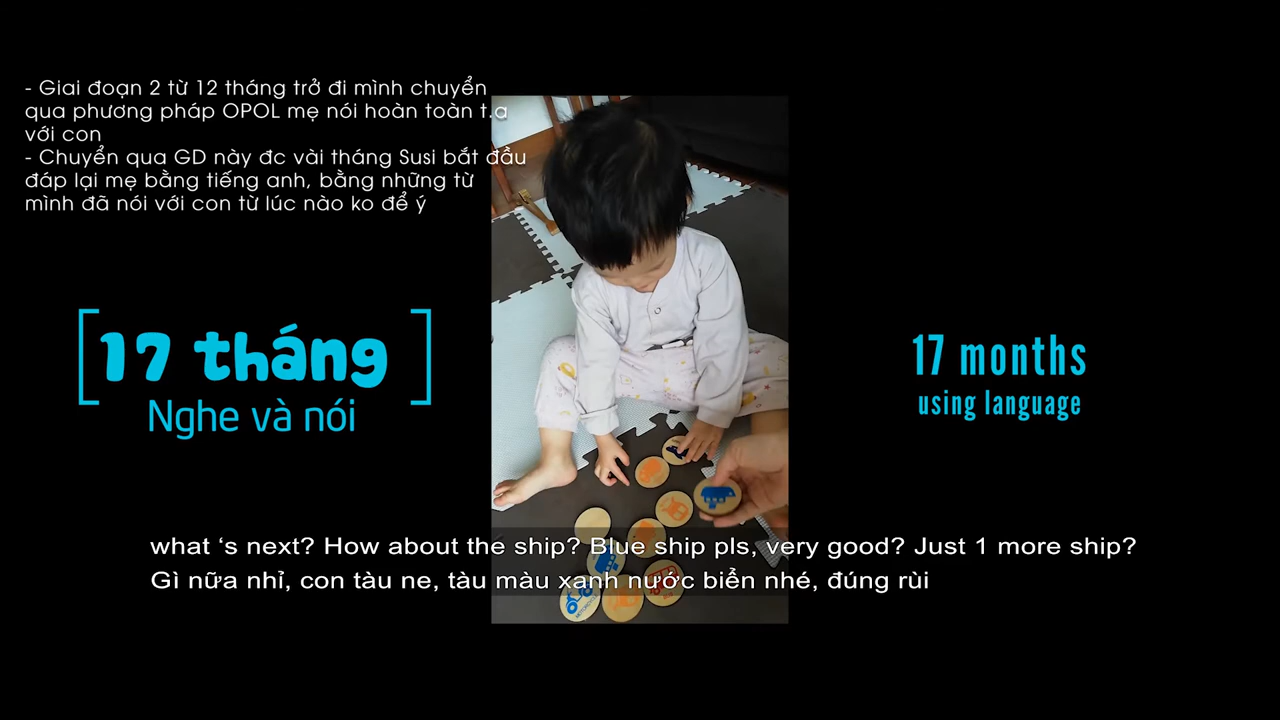 - Giai đoạn 2 từ 12 tháng trở đi mình chuyển
qua phương pháp OPOL mẹ nói hoàn toàn t.a
với con
- Chuyển qua GD này đc vài tháng Susi bắt đầu
đáp lại mẹ bằng tiếng anh, bằng những từ
mình đã nói với con từ lúc nào ko để ý
17 tháng
Nghe và nói
17 months
using language
what ‘s next? How about the ship? Blue ship pls, very good? Just 1 more ship?
Gì nữa nhỉ, con tàu ne, tàu màu xanh nước biển nhé, đúng rùi